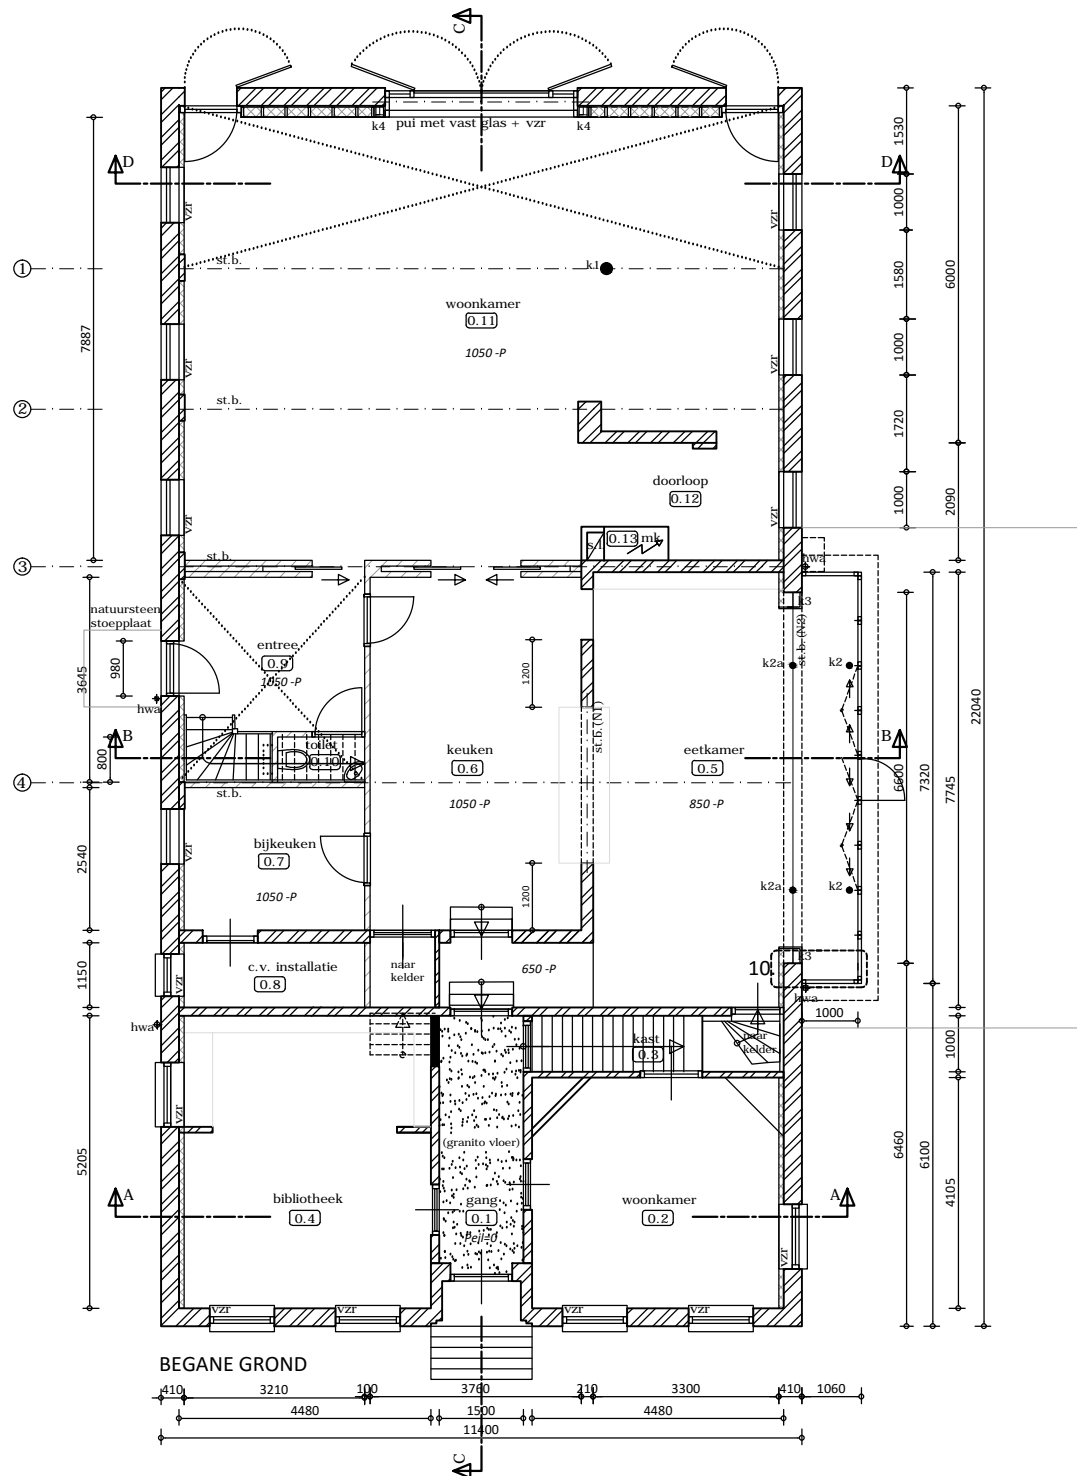 C
k4
pui met vast glas + vzr
k4
D
D
vzr
vzr
1530
1000
1580
1000
1720
1000
6000
2090
22040
1
st.b.
k1
7887
woonkamer
0.11
1050 -P
vzr
vzr
2
st.b.
doorloop
0.12
vzr
vzr
0.13 mk
3
st.b.
hwa
natuursteen
stoepplaat
3645
980
entree
0.9
1050 -P
hwa
1200
k3
st.b. (N2)
k2a
k2
st.b. (N1)
B
B
800
toilet
0.10
keuken
0.6
1050 -P
eetkamer
0.5
850 -P
6600
7320
7745
4
st.b.
2540
vzr
bijkeuken
0.7
1050 -P
1200
k2a
k2
1150
vzr
c.v. installatie
0.8
naar
kelder
650 -P
10.
k3
hwa
1000
hwa
kast
0.3
naar
kelder
1000
vzr
5205
(granito vloer)
6460
6100
4105
A
A
bibliotheek
0.4
gang
0.1
Peil=0
woonkamer
0.2
vzr
vzr
vzr
vzr
vzr
BEGANE GROND
410
3210
100
3760
210
3300
410
1060
4480
1500
4480
11400
C